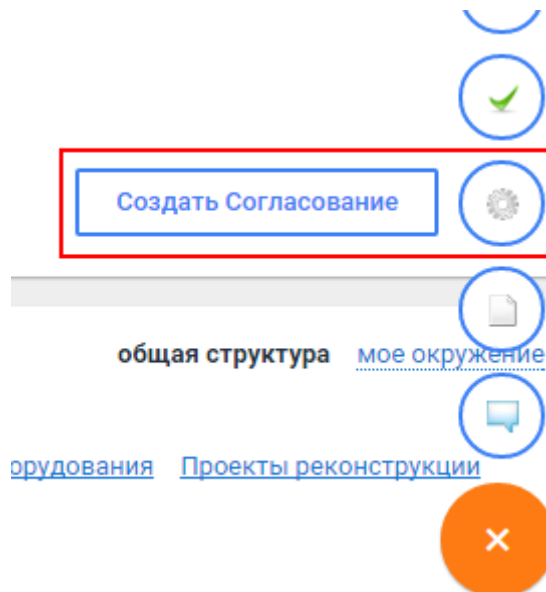 Создать Согласование
общая структура мое окружение
орудования Проекты реконструкции